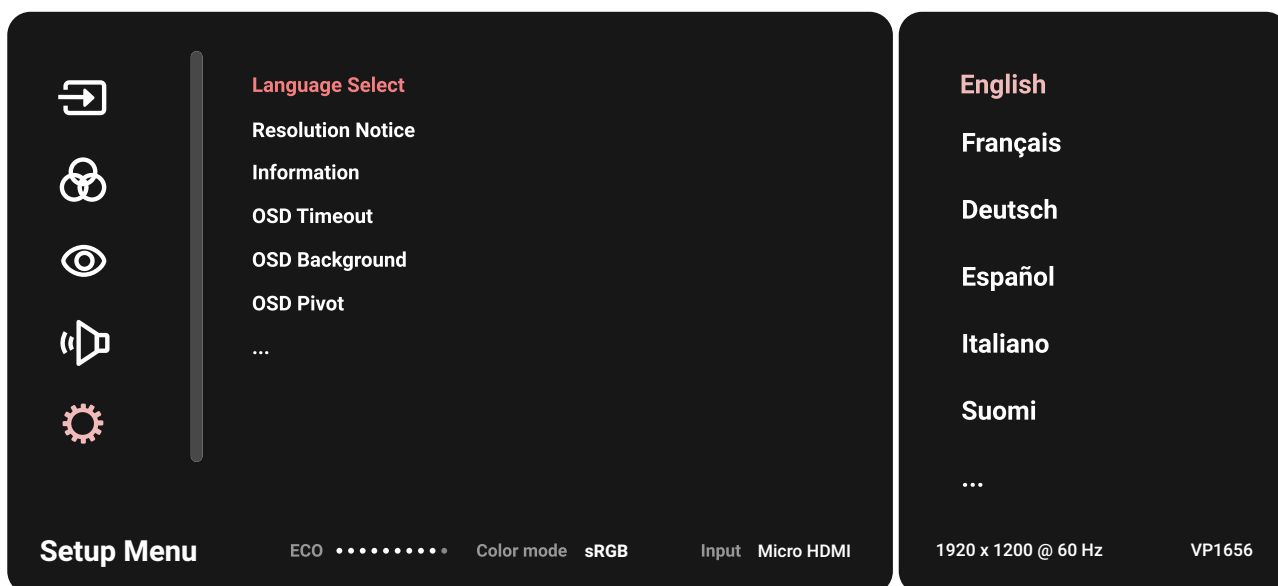 Language Select
Resolution Notice
Information
OSD Timeout
OSD Background
OSD Pivot
...
English
Français
Deutsch
Español
Italiano
Suomi
...
Setup Menu ECO Color mode sRGB Input Micro HDMI 1920 x 1200 @ 60 Hz VP1656